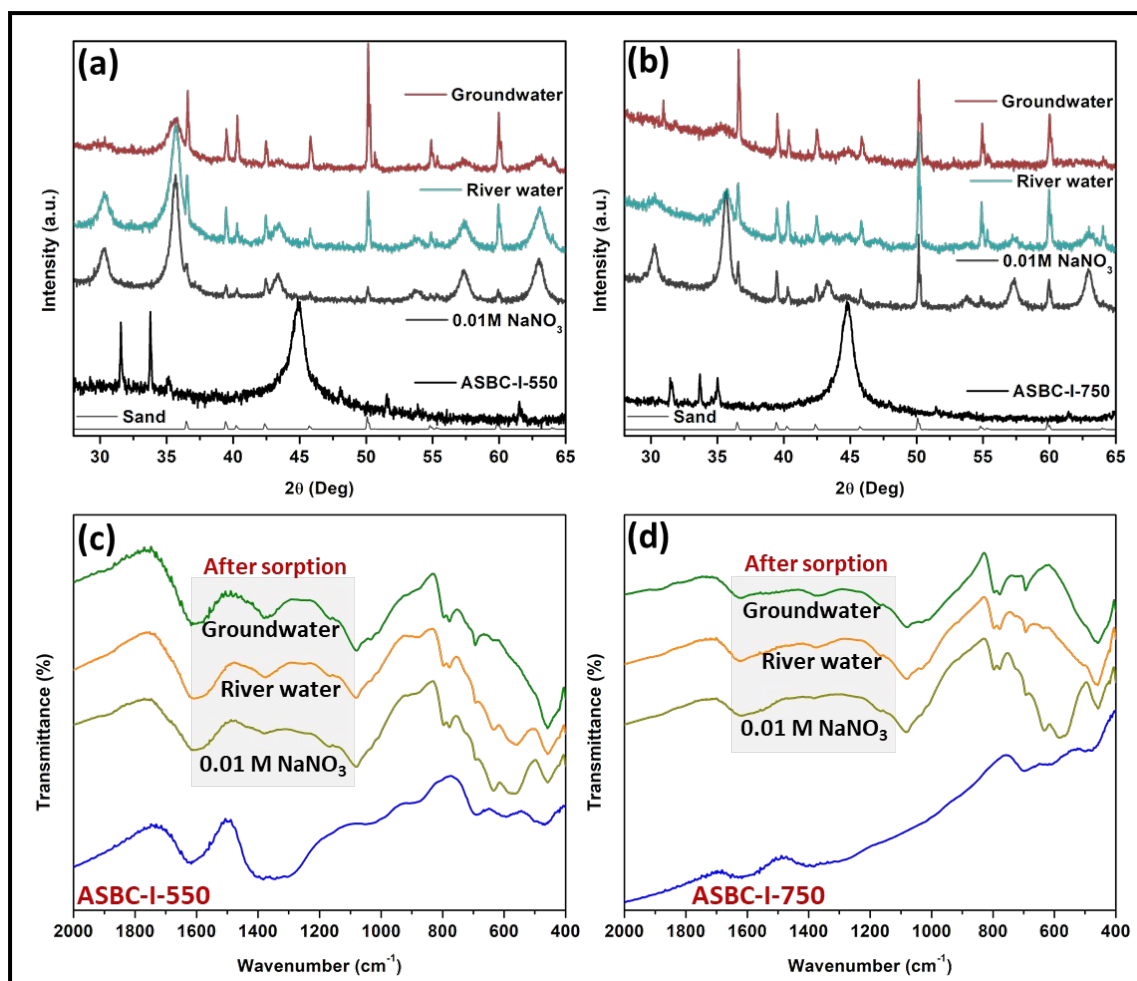 (a)
Groundwater
River water
0.01M NaNO₃
ASBC-I-550
Sand
Intensity (a.u.)
30 35 40 45 50 55 60 65
2θ (Deg)
(b)
Groundwater
River water
0.01M NaNO₃
ASBC-I-750
Sand
Intensity (a.u.)
30 35 40 45 50 55 60 65
2θ (Deg)
(c)
After sorption
Groundwater
River water
0.01 M NaNO₃
ASBC-I-550
Transmittance (%)
2000 1800 1600 1400 1200 1000 800 600 400
Wavenumber (cm⁻¹)
(d)
After sorption
Groundwater
River water
0.01 M NaNO₃
ASBC-I-750
Transmittance (%)
2000 1800 1600 1400 1200 1000 800 600 400
Wavenumber (cm⁻¹)